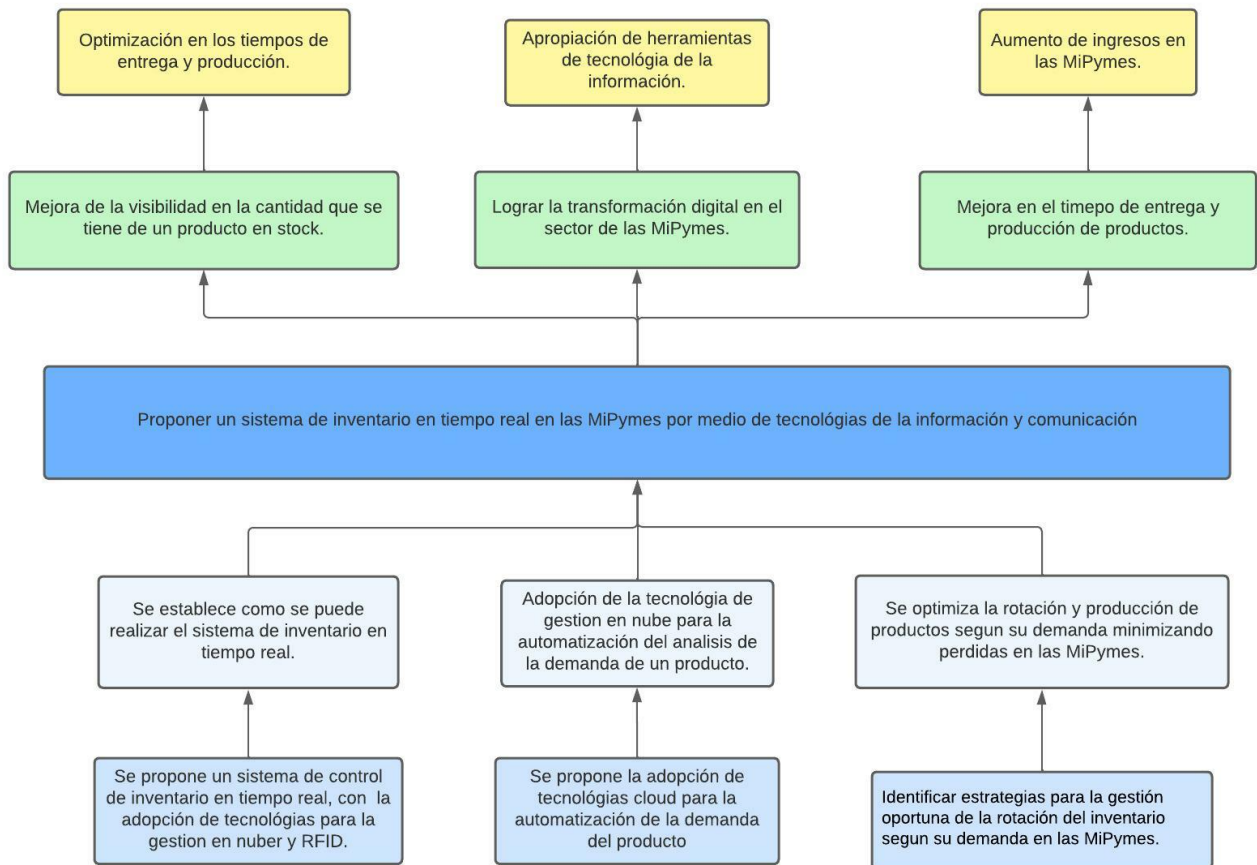 Optimización en los tiempos de
entrega y producción.
Apropiación de herramientas
de tecnológia de la
información.
Aumento de ingresos en
las MiPymes.
Mejora de la visibilidad en la cantidad que se
tiene de un producto en stock.
Lograr la transformación digital en el
sector de las MiPymes.
Mejora en el timepo de entrega y
producción de productos.
Proponer un sistema de inventario en tiempo real en las MiPymes por medio de tecnológias de la información y comunicación
Se establece como se puede
realizar el sistema de inventario en
tiempo real.
Adopción de la tecnológia de
gestion en nube para la
automatización del analisis de
la demanda de un producto.
Se optimiza la rotación y producción de
productos segun su demanda minimizando
perdidas en las MiPymes.
Se propone un sistema de control
de inventario en tiempo real, con la
adopción de tecnológias para la
gestion en nuber y RFID.
Se propone la adopción de
tecnológias cloud para la
automatización de la demanda
del producto
Identificar estrategias para la gestión
oportuna de la rotación del inventario
segun su demanda en las MiPymes.